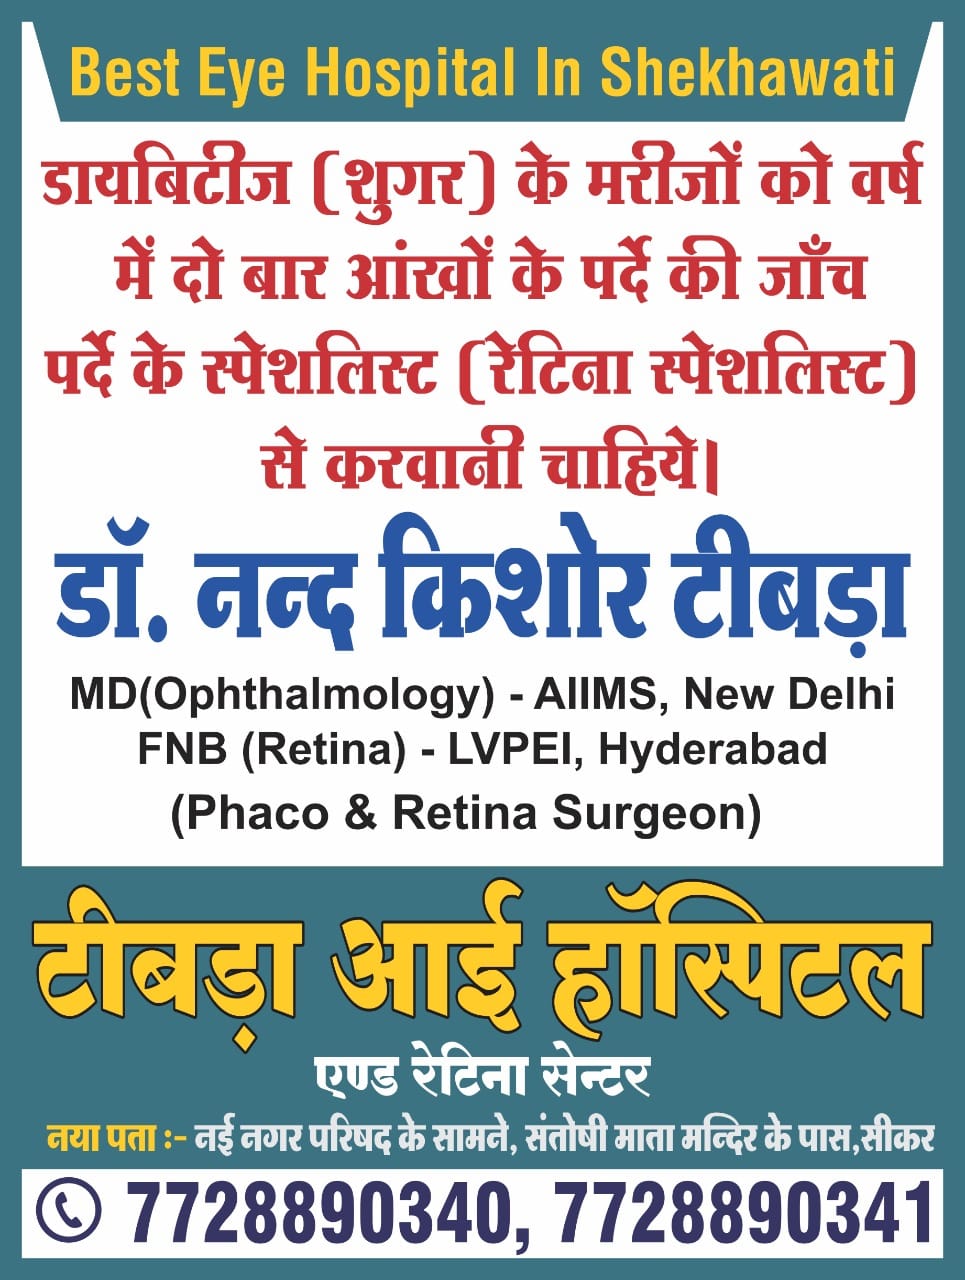 Best Eye Hospital In Shekhawati
डायबिटीज (शुगर) के मरीजों को वर्ष
में दो बार आंखों के पर्दे की जाँच
पर्दे के स्पेशलिस्ट (रेटिना स्पेशलिस्ट)
से करवानी चाहिये।
डॉ. नन्द किशोर टीबड़ा
MD(Ophthalmology) - AIIMS, New Delhi
FNB (Retina) - LVPEI, Hyderabad
(Phaco & Retina Surgeon)
टीबड़ा आई हॉस्पिटल
एण्ड रेटिना सेन्टर
नया पता :- नई नगर परिषद के सामने, संतोषी माता मन्दिर के पास,सीकर
7728890340, 7728890341